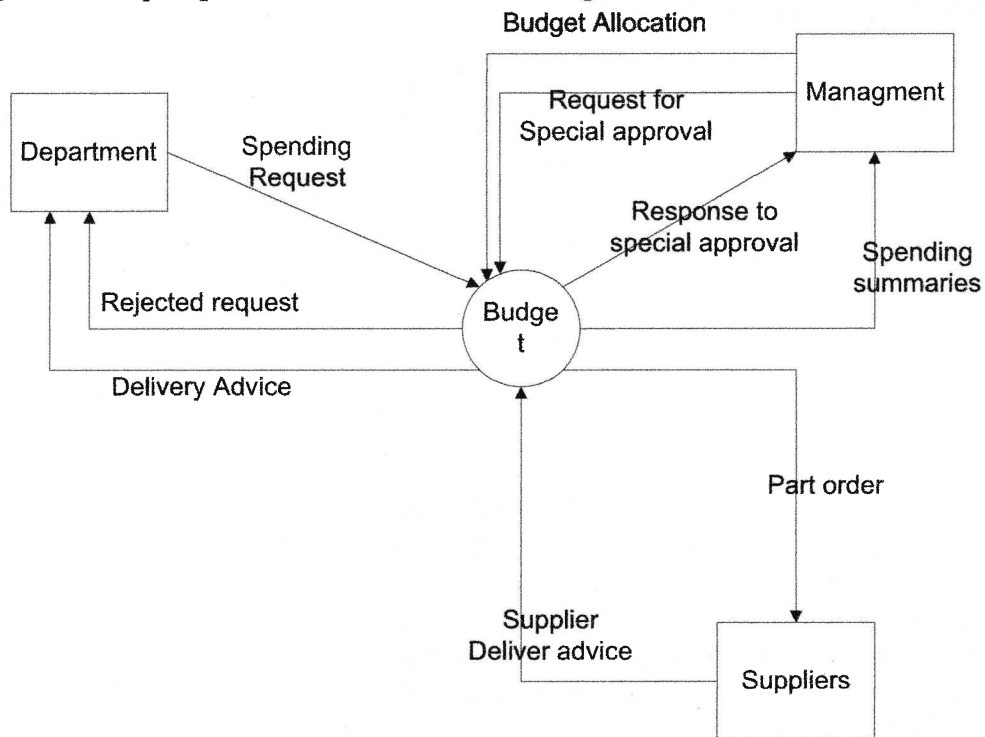 Budget Allocation
Managment
Request for
Special approval
Department
Spending
Request
Response to
special approval
Spending
summaries
Rejected request
Budge
t
Delivery Advice
Part order
Supplier
Deliver advice
Suppliers